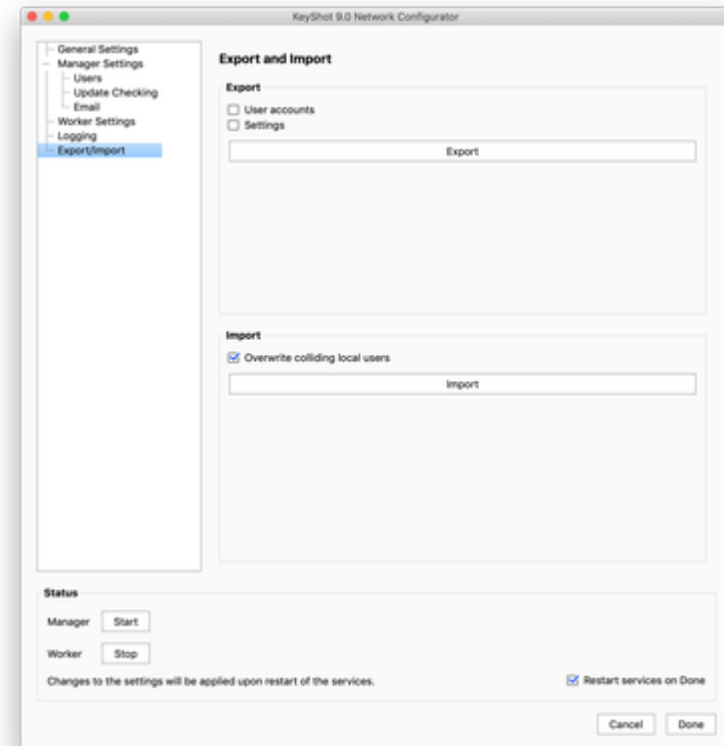 KeyShot 9.0 Network Configurator
General Settings
Manager Settings
Users
Update Checking
Email
Worker Settings
Logging
Export/Import
Export and Import
Export
User accounts
Settings
Export
Import
Overwrite colliding local users
Import
Status
Manager Start
Worker Stop
Changes to the settings will be applied upon restart of the services. Restart services on Done
Cancel Done